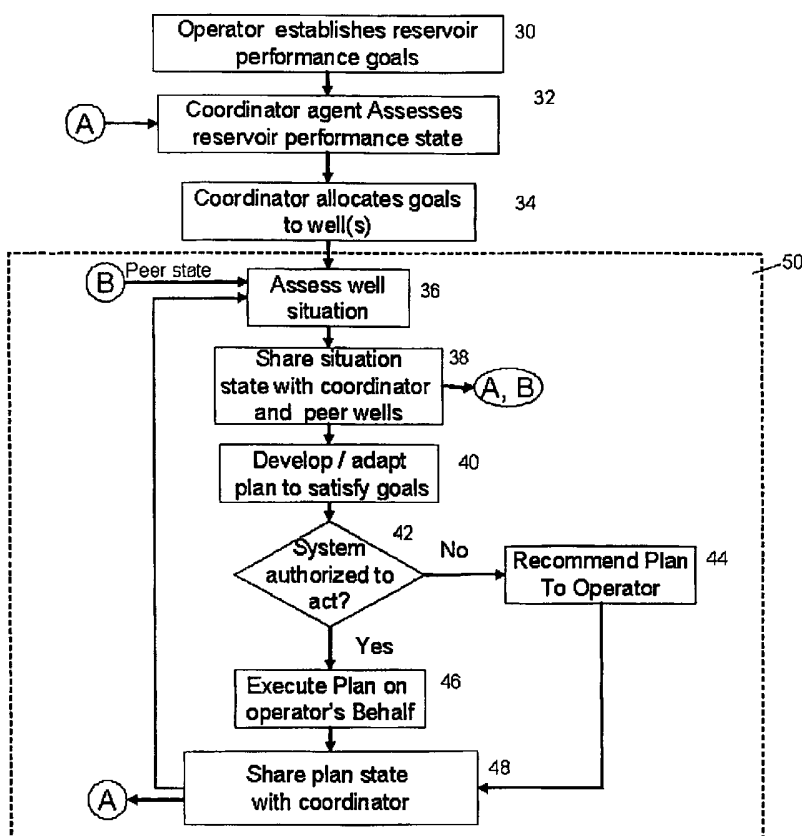 Operator establishes reservoir
performance goals
30
A
Coordinator agent Assesses
reservoir performance state
32
Coordinator allocates goals
to well(s)
34
50
B
Peer state
Assess well
situation
36
Share situation
state with coordinator
and peer wells
38
A, B
Develop / adapt
plan to satisfy goals
40
System
authorized to
act?
42
No
Recommend Plan
To Operator
44
Yes
Execute Plan on
operator's Behalf
46
Share plan state
with coordinator
48
A